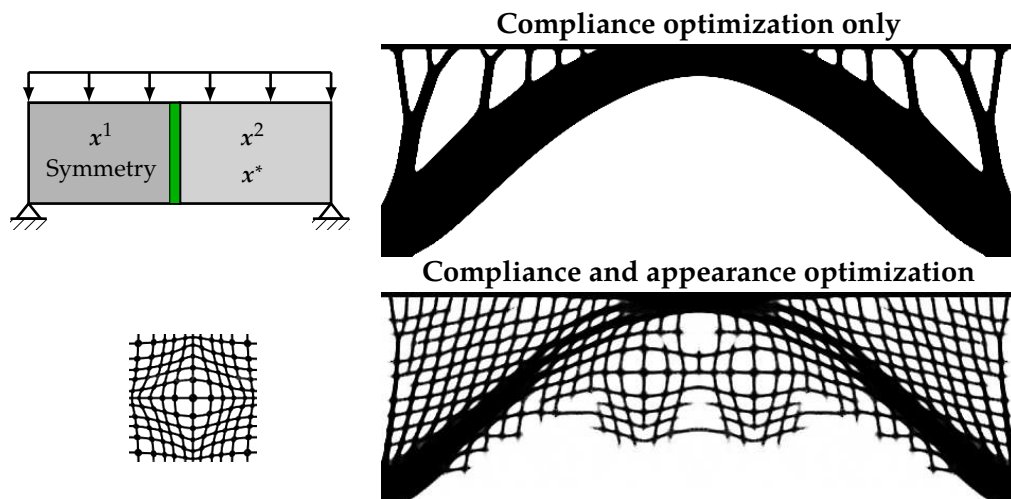 Compliance optimization only
x¹ x²
Symmetry x*
Compliance and appearance optimization